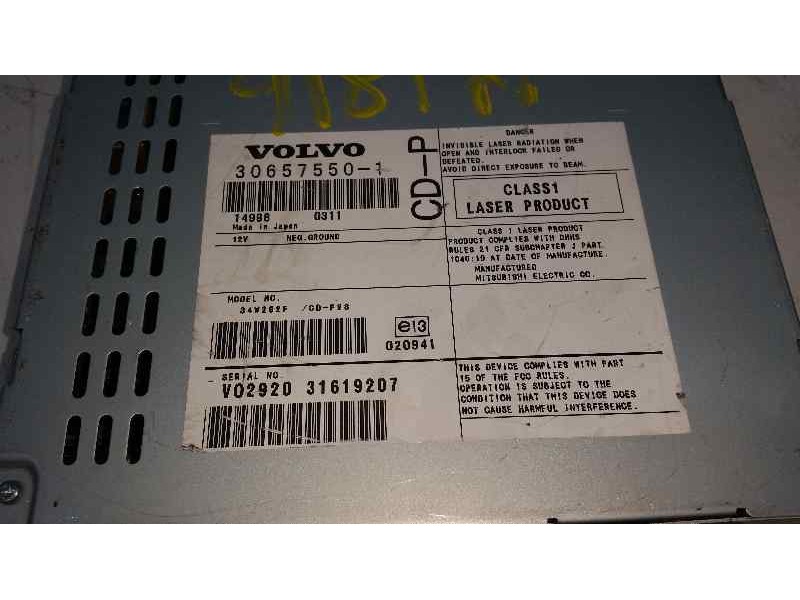 VOLVO
30657550-1
14998 0311
Made in Japan
12V NEG.GROUND
CD-P
DANGER
INVISIBLE LASER RADIATION WHEN
OPEN AND INTERLOCK FAILED OR
DEFEATED.
AVOID DIRECT EXPOSURE TO BEAM.
CLASS1
LASER PRODUCT
CLASS 1 LASER PRODUCT
PRODUCT COMPLIES WITH DHHS
RULES 21 CFR SUBCHAPTER J PART
1040:10 AT DATE OF MANUFACTURE.
MANUFACTURED
MITSUBISHI ELECTRIC CO.
MODEL NO.
e13
020941
SERIAL NO.
VO2920 31619207
THIS DEVICE COMPLIES WITH PART
15 OF THE FCC RULES.
OPERATION IS SUBJECT TO THE
CONDITION THAT THIS DEVICE DOES
NOT CAUSE HARMFUL INTERFERENCE.